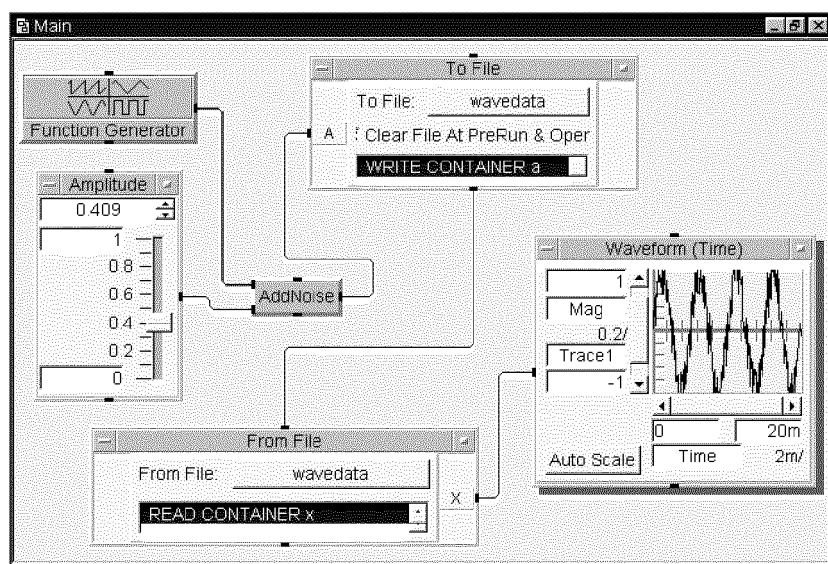 Main
Function Generator
To File
To File: wavedata
A
Clear File At PreRun & Oper
WRITE CONTAINER a
Amplitude
0.409
1
0.8
0.6
0.4
0.2
0
AddNoise
Waveform (Time)
1
Mag
0.2/
Trace1
-1
0 20m
Auto Scale Time 2m/
From File
From File: wavedata
X
READ CONTAINER x